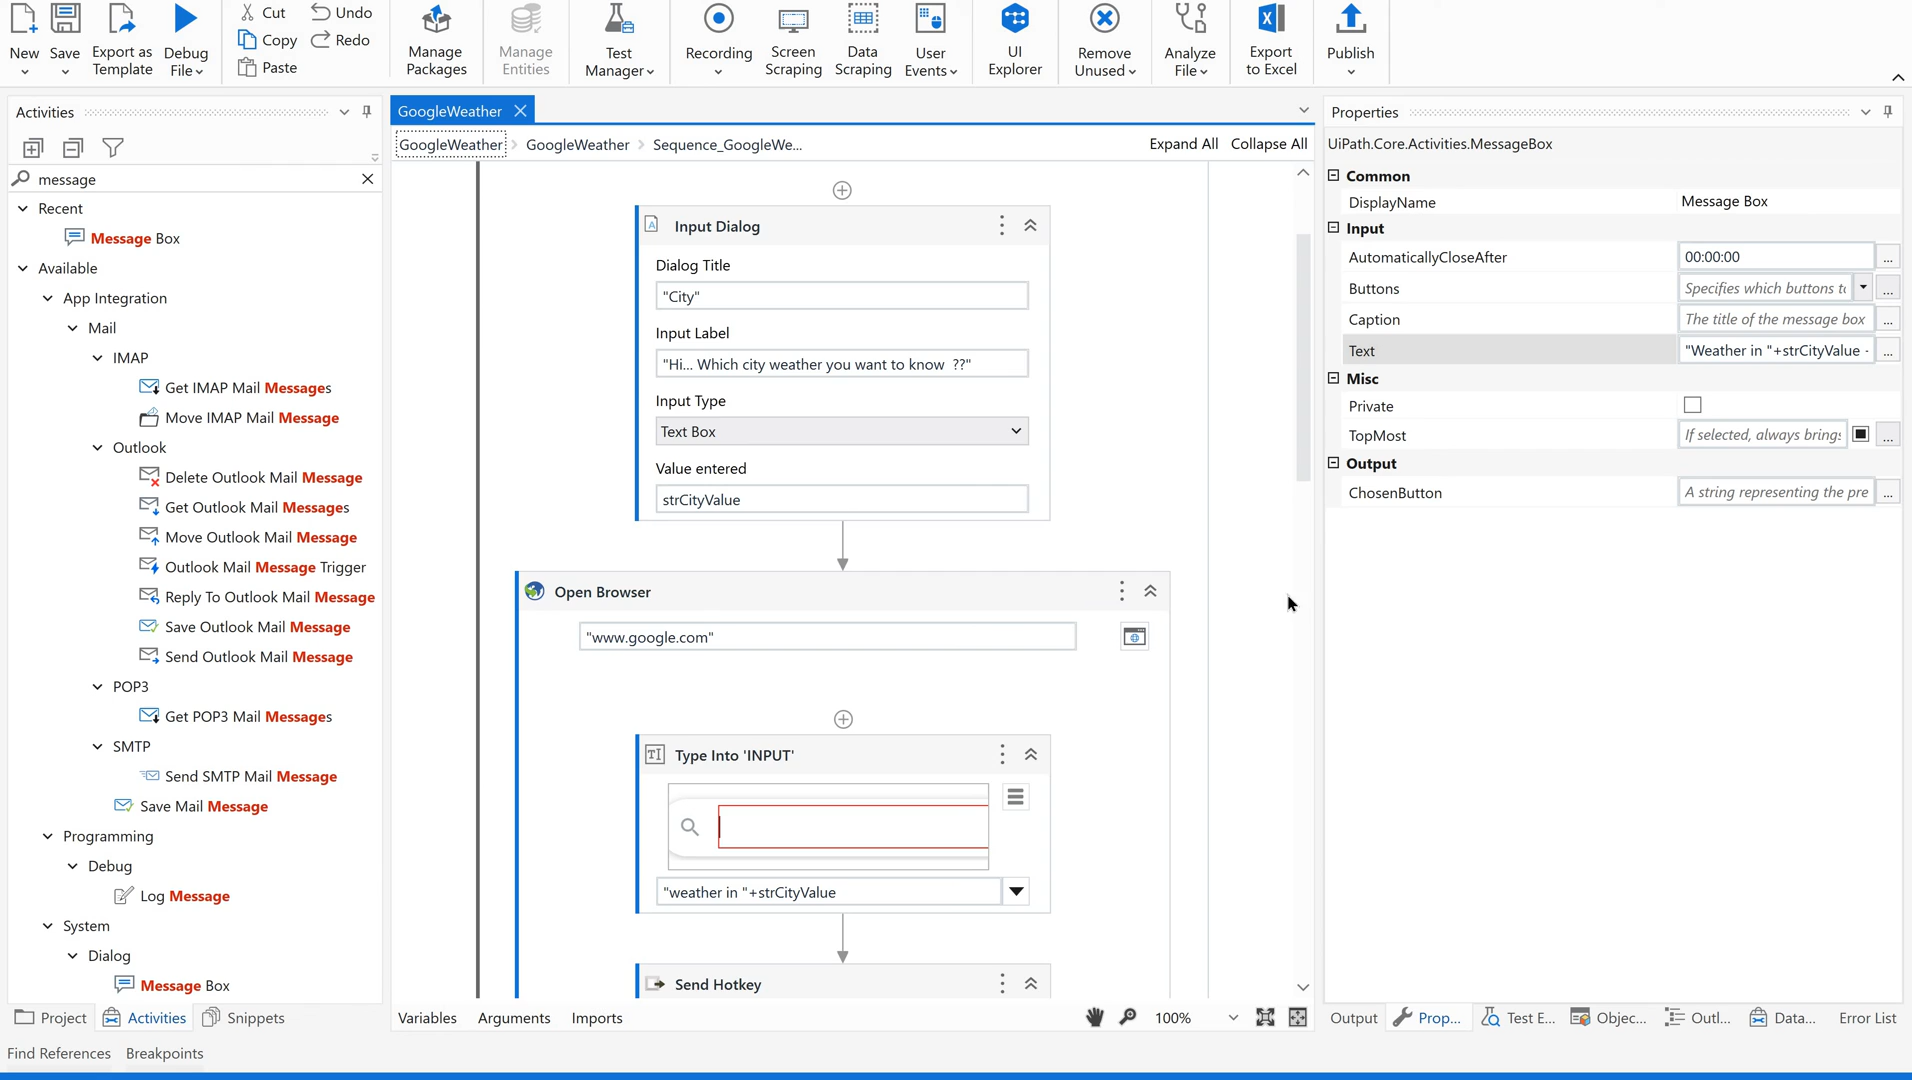 New
Save
Export as
Template
Debug
File
Cut
Copy
Paste
Undo
Redo
Manage
Packages
Manage
Entities
Test
Manager
Recording
Screen
Scraping
Data
Scraping
User
Events
UI
Explorer
Remove
Unused
Analyze
File
Export
to Excel
Publish
Activities
message
Recent
Message Box
Available
App Integration
Mail
IMAP
Get IMAP Mail Messages
Move IMAP Mail Message
Outlook
Delete Outlook Mail Message
Get Outlook Mail Messages
Move Outlook Mail Message
Outlook Mail Message Trigger
Reply To Outlook Mail Message
Save Outlook Mail Message
Send Outlook Mail Message
POP3
Get POP3 Mail Messages
SMTP
Send SMTP Mail Message
Save Mail Message
Programming
Debug
Log Message
System
Dialog
Message Box
Project
Activities
Snippets
Find References
Breakpoints
GoogleWeather
GoogleWeather
GoogleWeather
Sequence_GoogleWe...
Expand All
Collapse All
Input Dialog
Dialog Title
"City"
Input Label
"Hi... Which city weather you want to know ??"
Input Type
Text Box
Value entered
strCityValue
Open Browser
"www.google.com"
Type Into 'INPUT'
"weather in "+strCityValue
Send Hotkey
Variables
Arguments
Imports
100%
Properties
UiPath.Core.Activities.MessageBox
Common
DisplayName
Message Box
Input
AutomaticallyCloseAfter
00:00:00
...
Buttons
Specifies which buttons to
...
Caption
The title of the message box
...
Text
"Weather in "+strCityValue
...
Misc
Private
TopMost
If selected, always brings
...
Output
ChosenButton
A string representing the pre
...
Output
Prop...
Test E...
Objec...
Outl...
Data...
Error List